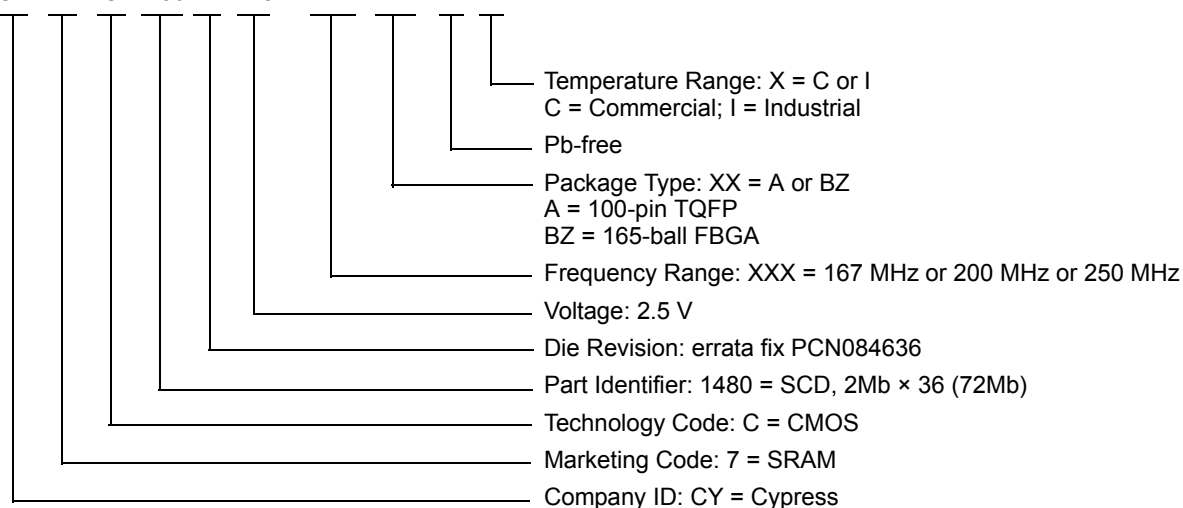 Temperature Range: X = C or I
C = Commercial; I = Industrial
Pb-free
Package Type: XX = A or BZ
A = 100-pin TQFP
BZ = 165-ball FBGA
Frequency Range: XXX = 167 MHz or 200 MHz or 250 MHz
Voltage: 2.5 V
Die Revision: errata fix PCN084636
Part Identifier: 1480 = SCD, 2Mb × 36 (72Mb)
Technology Code: C = CMOS
Marketing Code: 7 = SRAM
Company ID: CY = Cypress